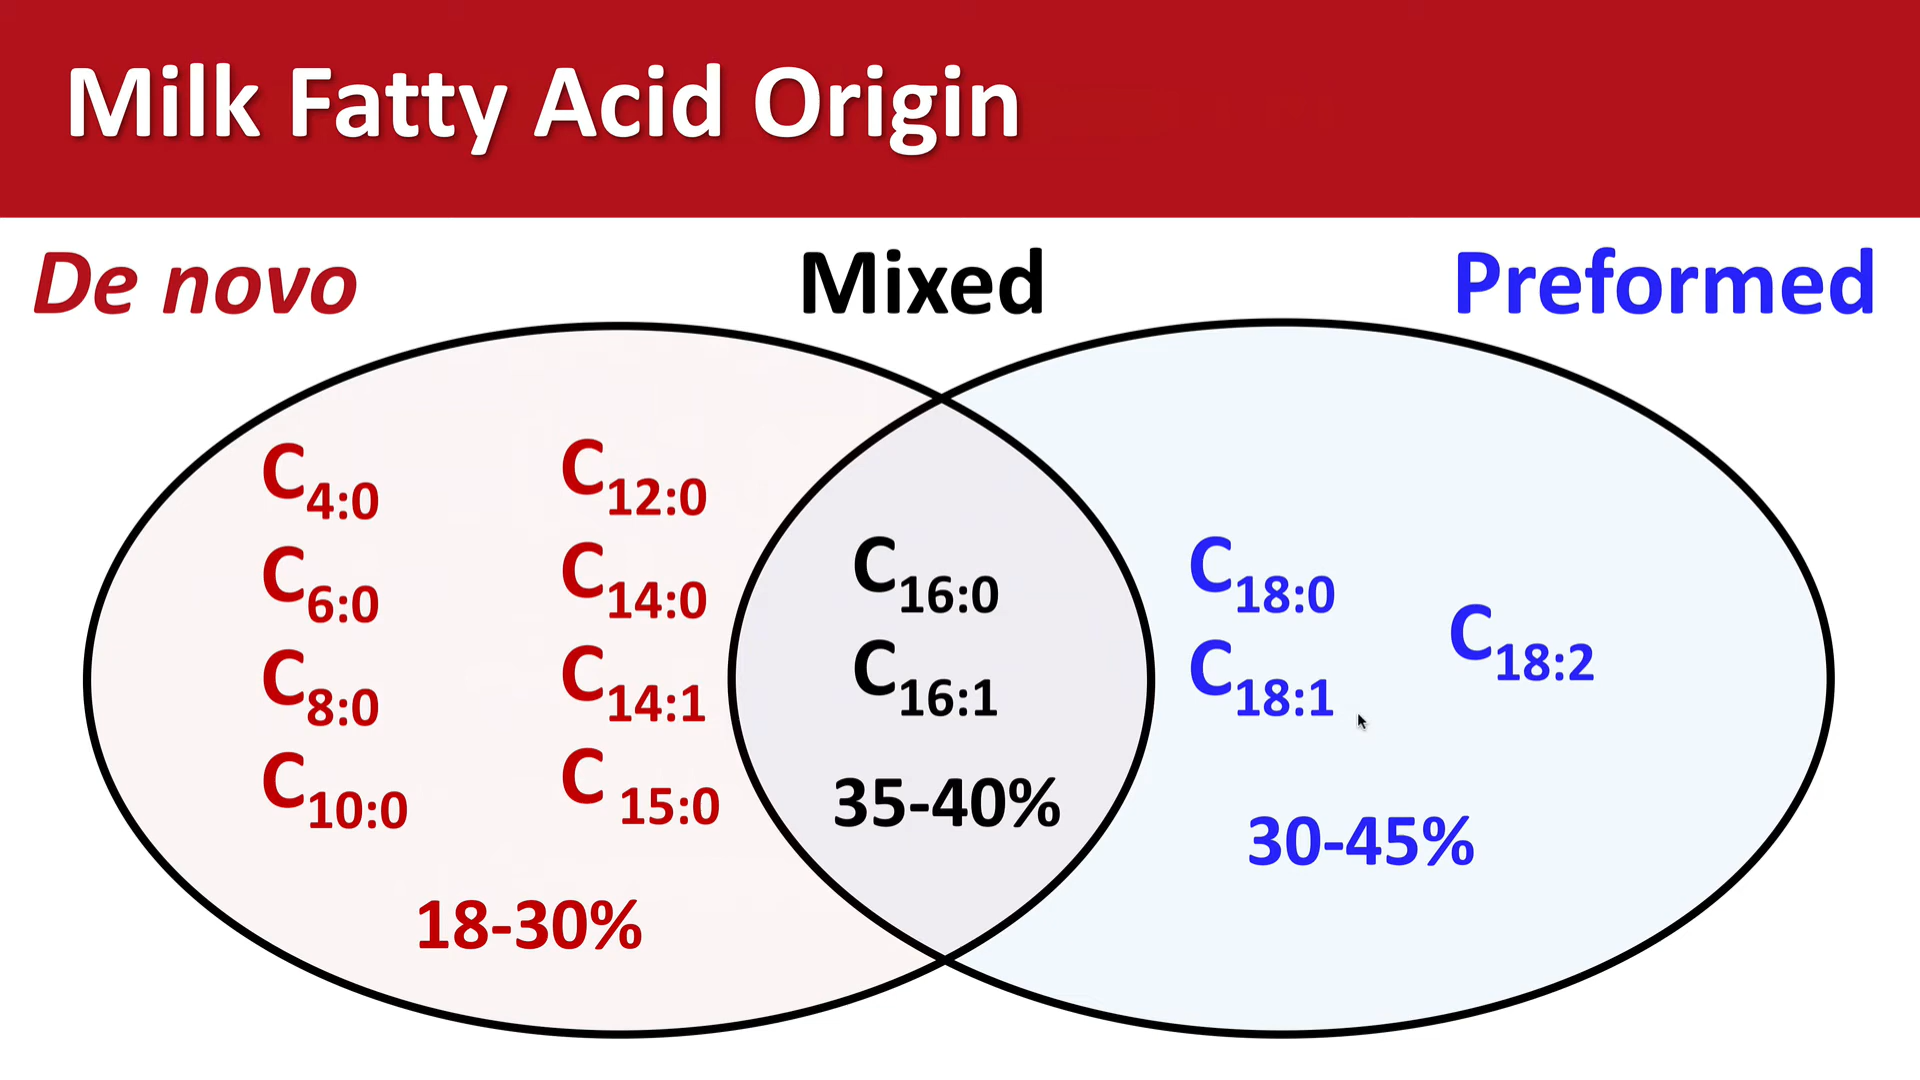 Milk Fatty Acid Origin
De novo
Mixed
Preformed
C4:0
C6:0
C8:0
C10:0
C12:0
C14:0
C14:1
C 15:0
18-30%
C16:0
C16:1
35-40%
C18:0
C18:1
C18:2
30-45%